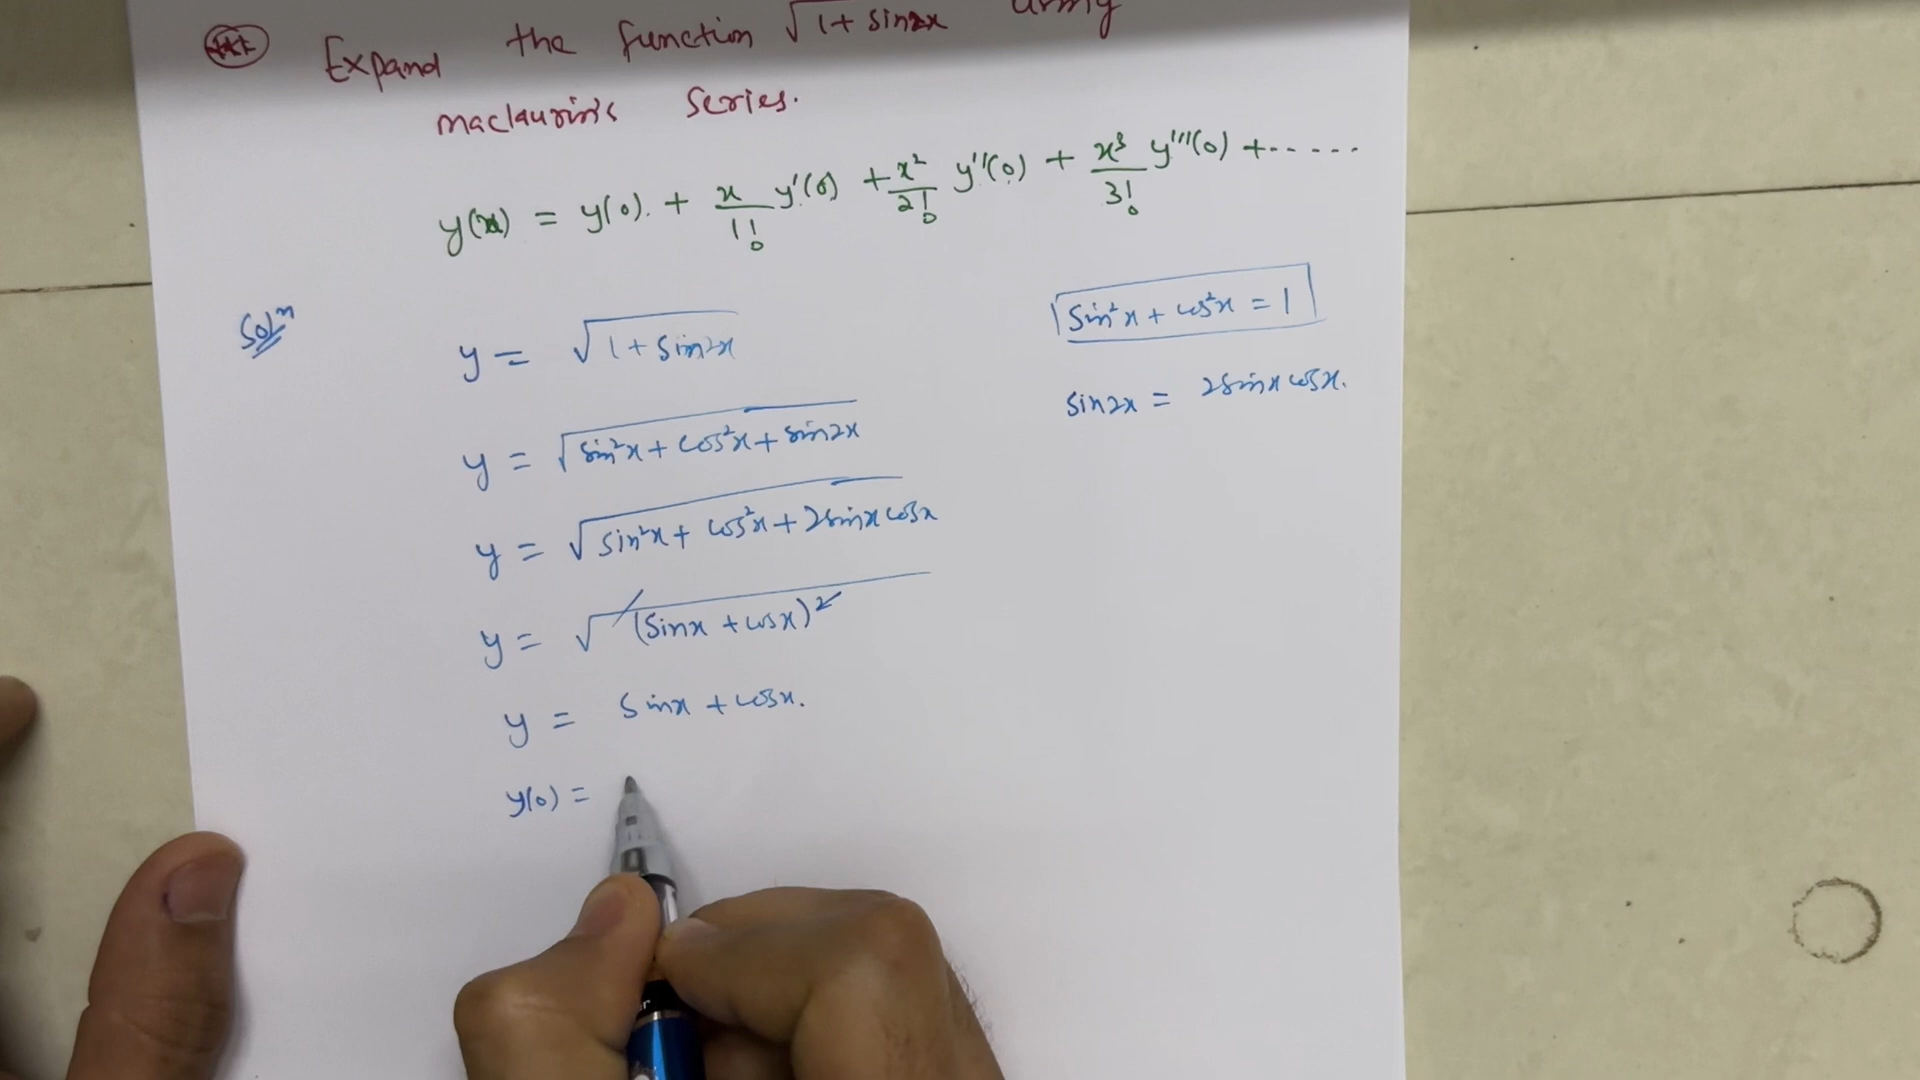 *** Expand the function √1+sin2x using
maclaurin's series.
y(x) = y(0) + x/1! y'(0) + x²/2! y''(0) + x³/3! y'''(0) + .....
Solⁿ
y = √1+sin2x
y = √sin²x + cos²x + sin2x
y = √sin²x + cos²x + 2sinx cosx
y = √(sinx + cosx)²
y = sinx + cosx.
y(0) =
sin²x + cos²x = 1
sin2x = 2sinx cosx.